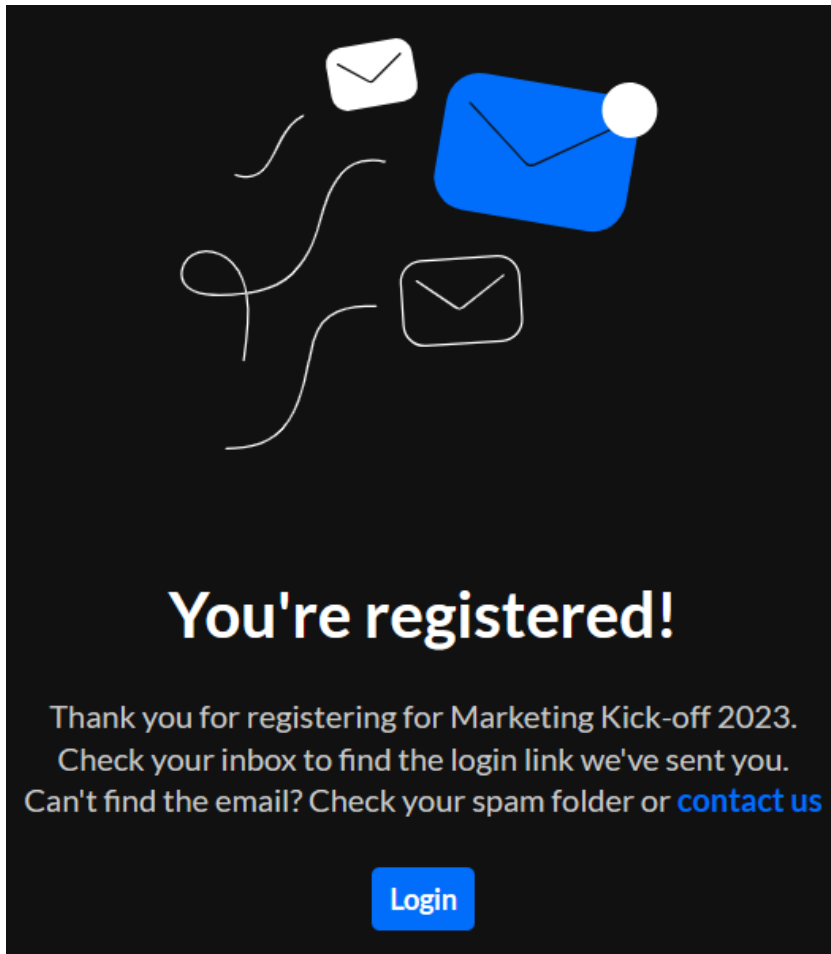 You're registered!
Thank you for registering for Marketing Kick-off 2023.
Check your inbox to find the login link we've sent you.
Can't find the email? Check your spam folder or contact us
Login